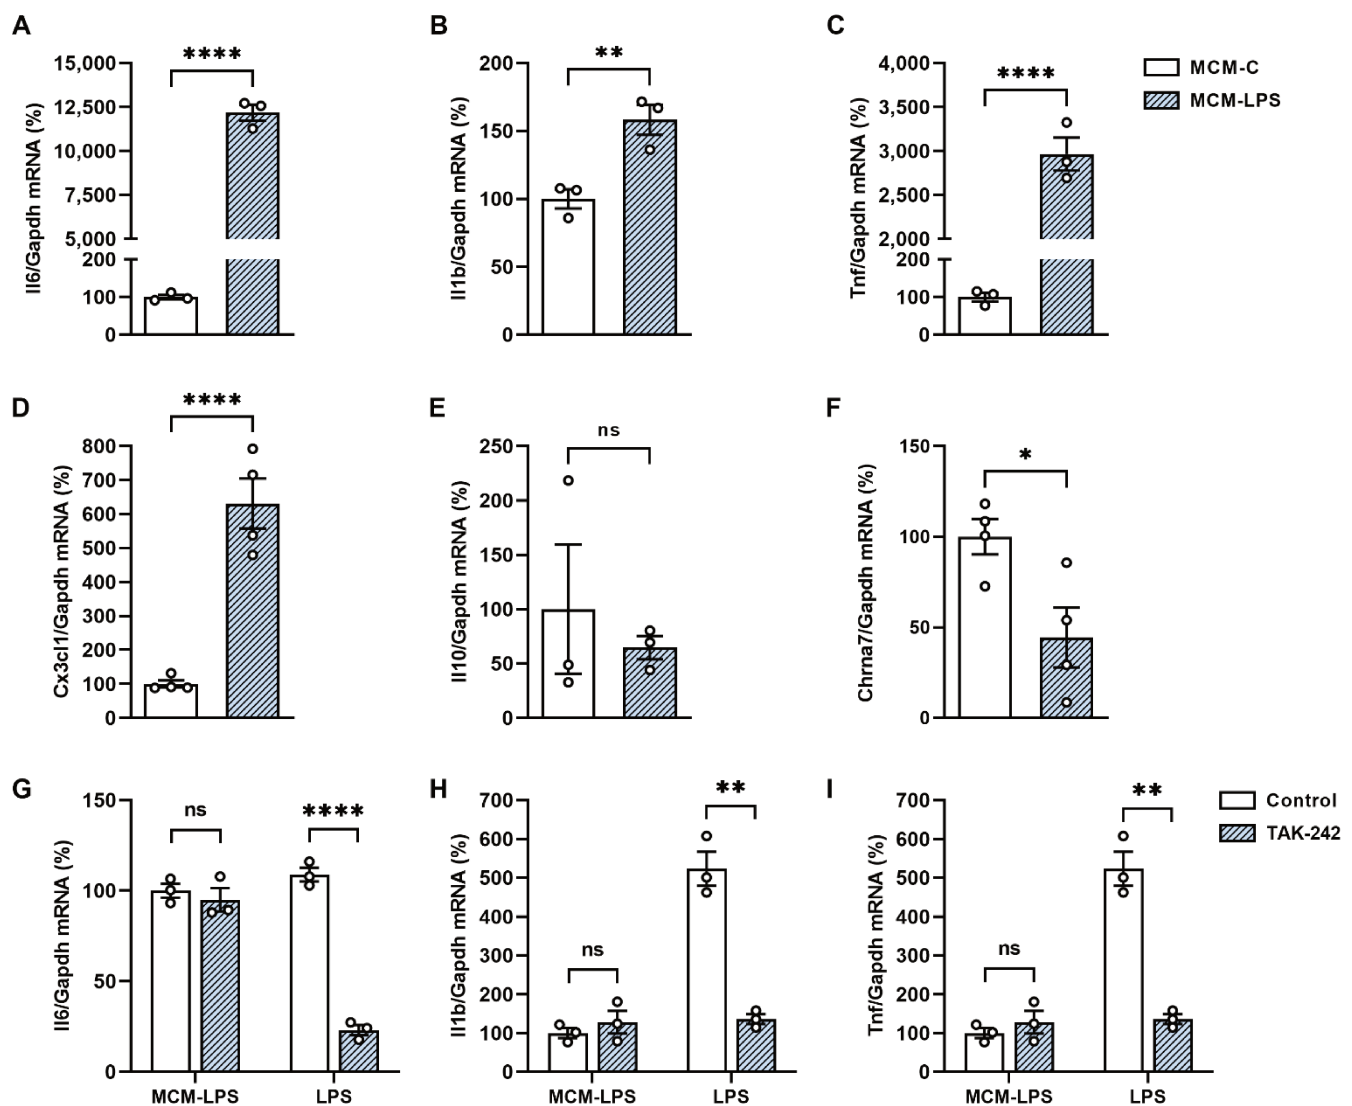 A
Il6/Gapdh mRNA (%)
15,000
12,500
10,000
7,500
5,000
200
100
0
****
B
Il1b/Gapdh mRNA (%)
200
150
100
50
0
**
C
Tnf/Gapdh mRNA (%)
4,000
3,500
3,000
2,500
2,000
200
100
0
****
MCM-C
MCM-LPS
D
Cx3cl1/Gapdh mRNA (%)
800
700
600
500
400
300
200
100
0
****
E
Il10/Gapdh mRNA (%)
250
200
150
100
50
0
ns
F
Chrna7/Gapdh mRNA (%)
150
100
50
0
*
G
Il6/Gapdh mRNA (%)
150
100
50
0
ns
****
MCM-LPS
LPS
H
Il1b/Gapdh mRNA (%)
700
600
500
400
300
200
100
0
ns
**
MCM-LPS
LPS
I
Tnf/Gapdh mRNA (%)
700
600
500
400
300
200
100
0
ns
**
MCM-LPS
LPS
Control
TAK-242